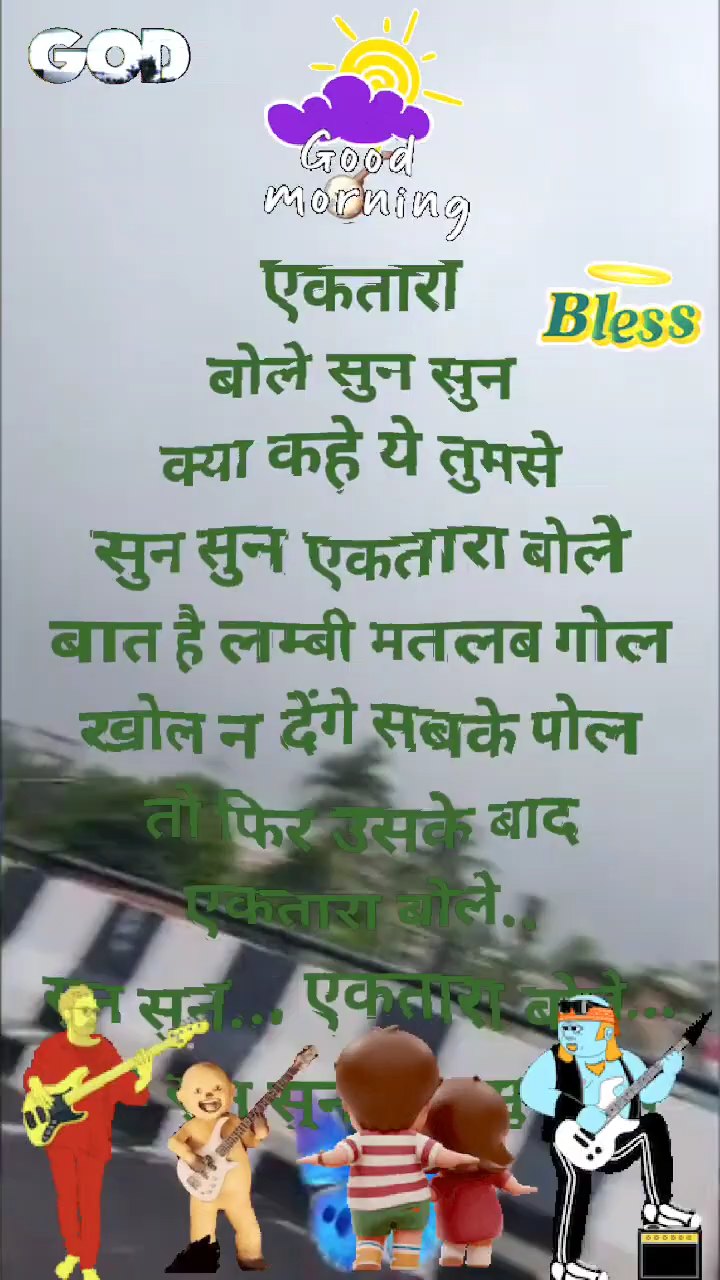 GOD
Good
morning
एकतारा
Bless
बोले सुन सुन
क्या कहे ये तुमसे
सुन सुन एकतारा बोले
बात है लम्बी मतलब गोल
खोल न देंगे सबके पोल
तो फिर उसके बाद
एकतारा बोले..
सुन सुन... एकतारा बोले...